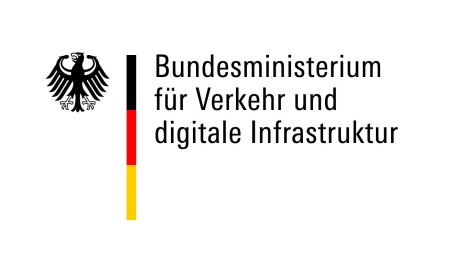 Bundesministerium
für Verkehr und
digitale Infrastruktur